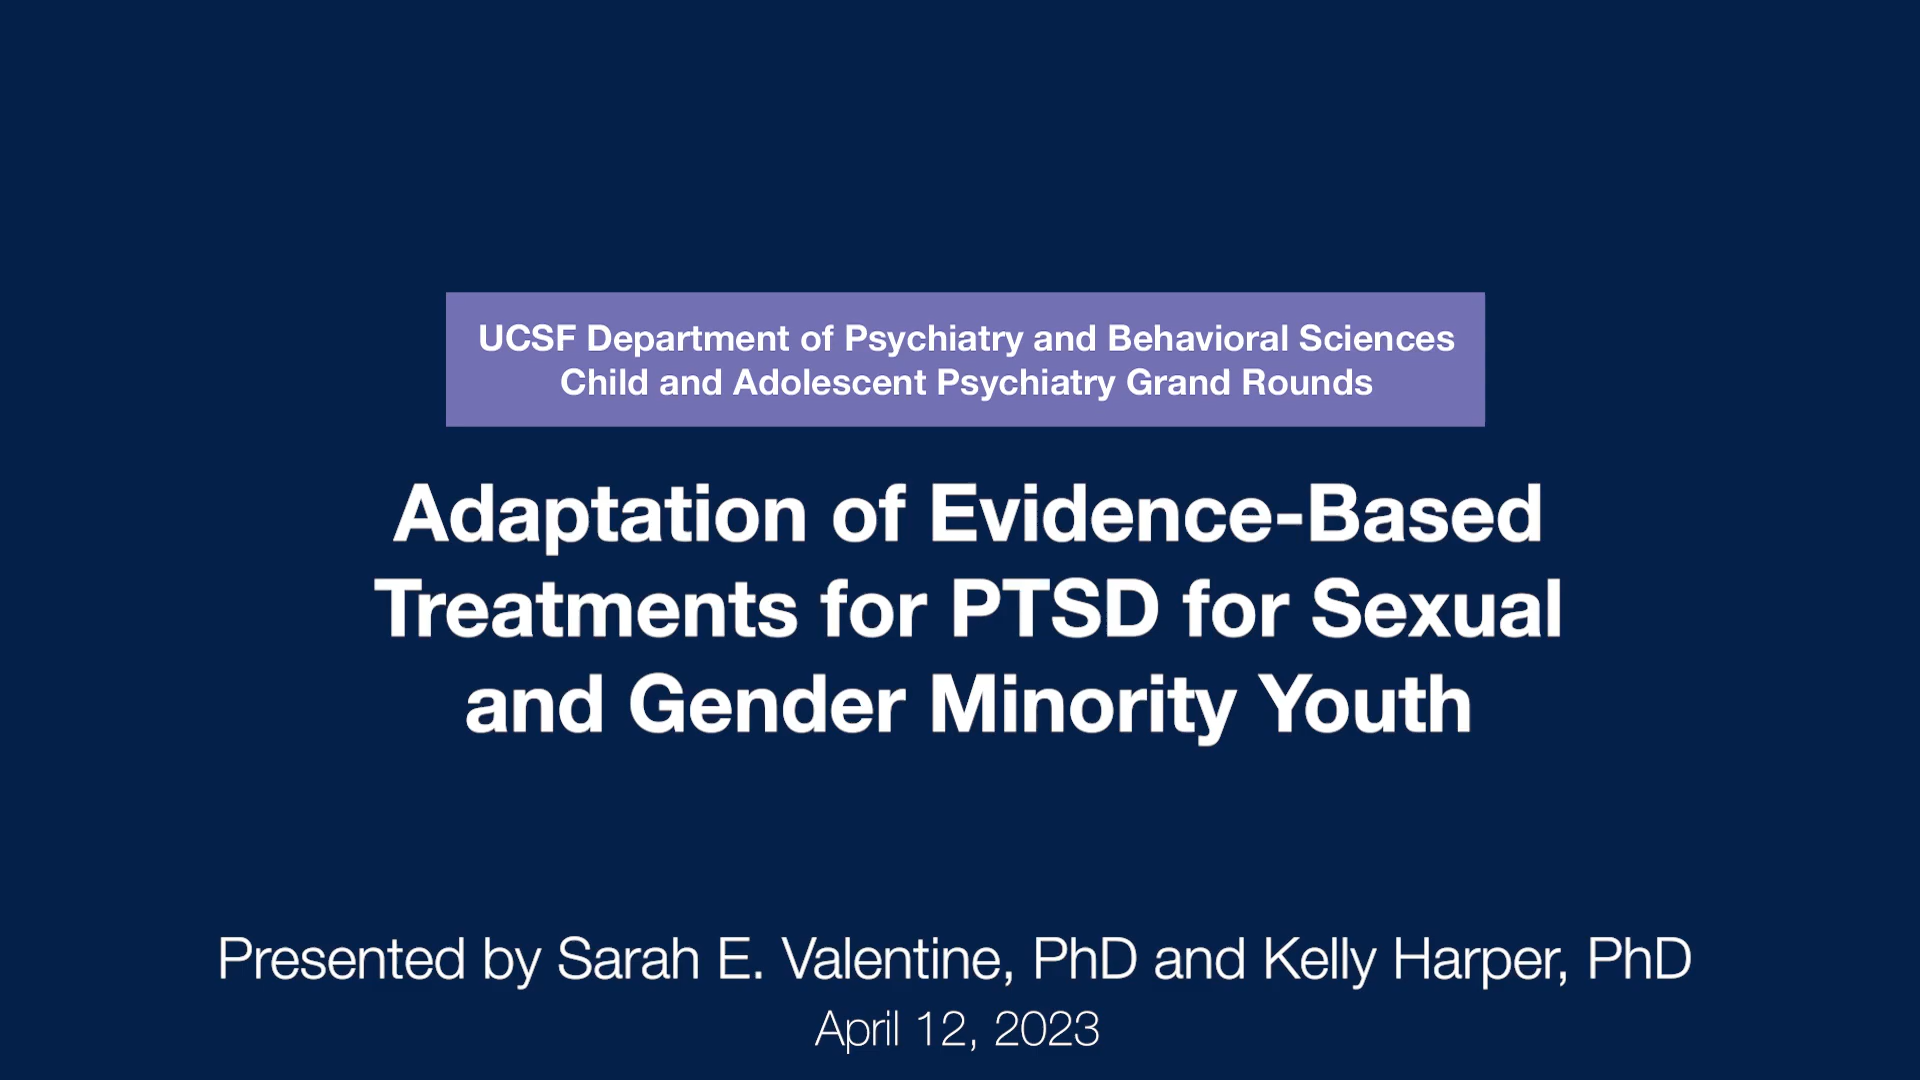 UCSF Department of Psychiatry and Behavioral Sciences
Child and Adolescent Psychiatry Grand Rounds
Adaptation of Evidence-Based
Treatments for PTSD for Sexual
and Gender Minority Youth
Presented by Sarah E. Valentine, PhD and Kelly Harper, PhD
April 12, 2023